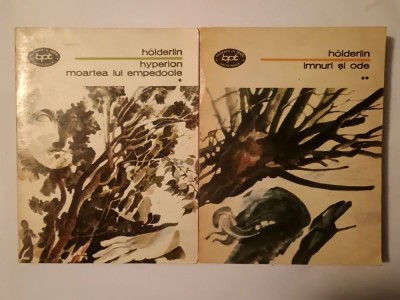 bpt
hölderlin
hyperion
moartea lui empedocle
*
bpt
hölderlin
imnuri și ode
**